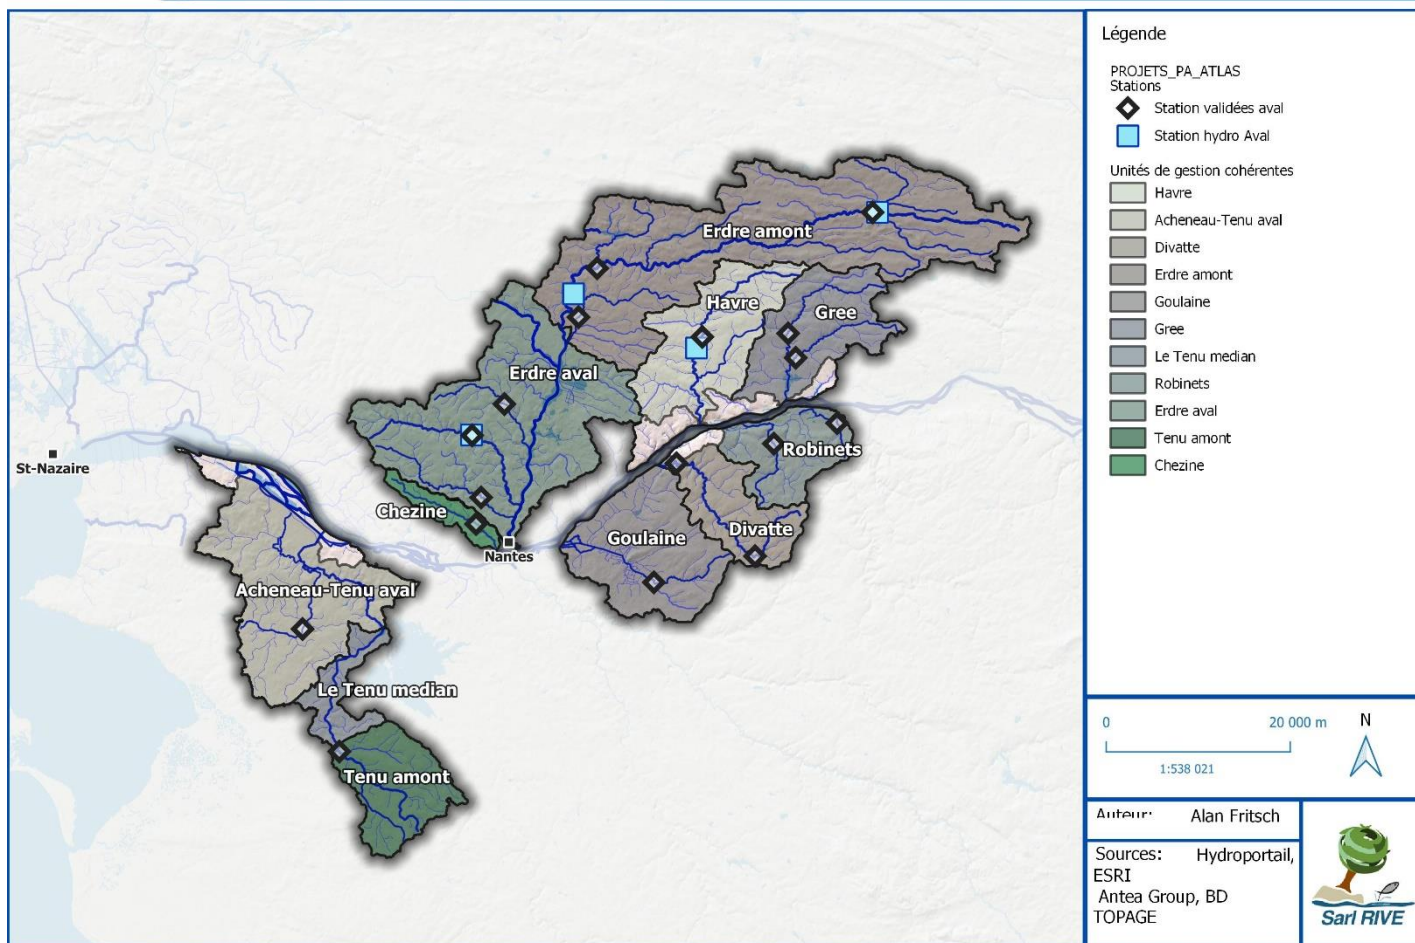 Erdre amont
Havre
Gree
Erdre aval
St-Nazaire
Robinets
Chezine
Divatte
Goulaine
Nantes
Acheneau-Tenu aval
Le Tenu median
Tenu amont
Légende
PROJETS_PA_ATLAS
Stations
Station validées aval
Station hydro Aval
Unités de gestion cohérentes
Havre
Acheneau-Tenu aval
Divatte
Erdre amont
Goulaine
Gree
Le Tenu median
Robinets
Erdre aval
Tenu amont
Chezine
0 20 000 m N
1:538 021
Auteur: Alan Fritsch
Sources: Hydroportail,
ESRI
Antea Group, BD
TOPAGE
Sarl RIVE